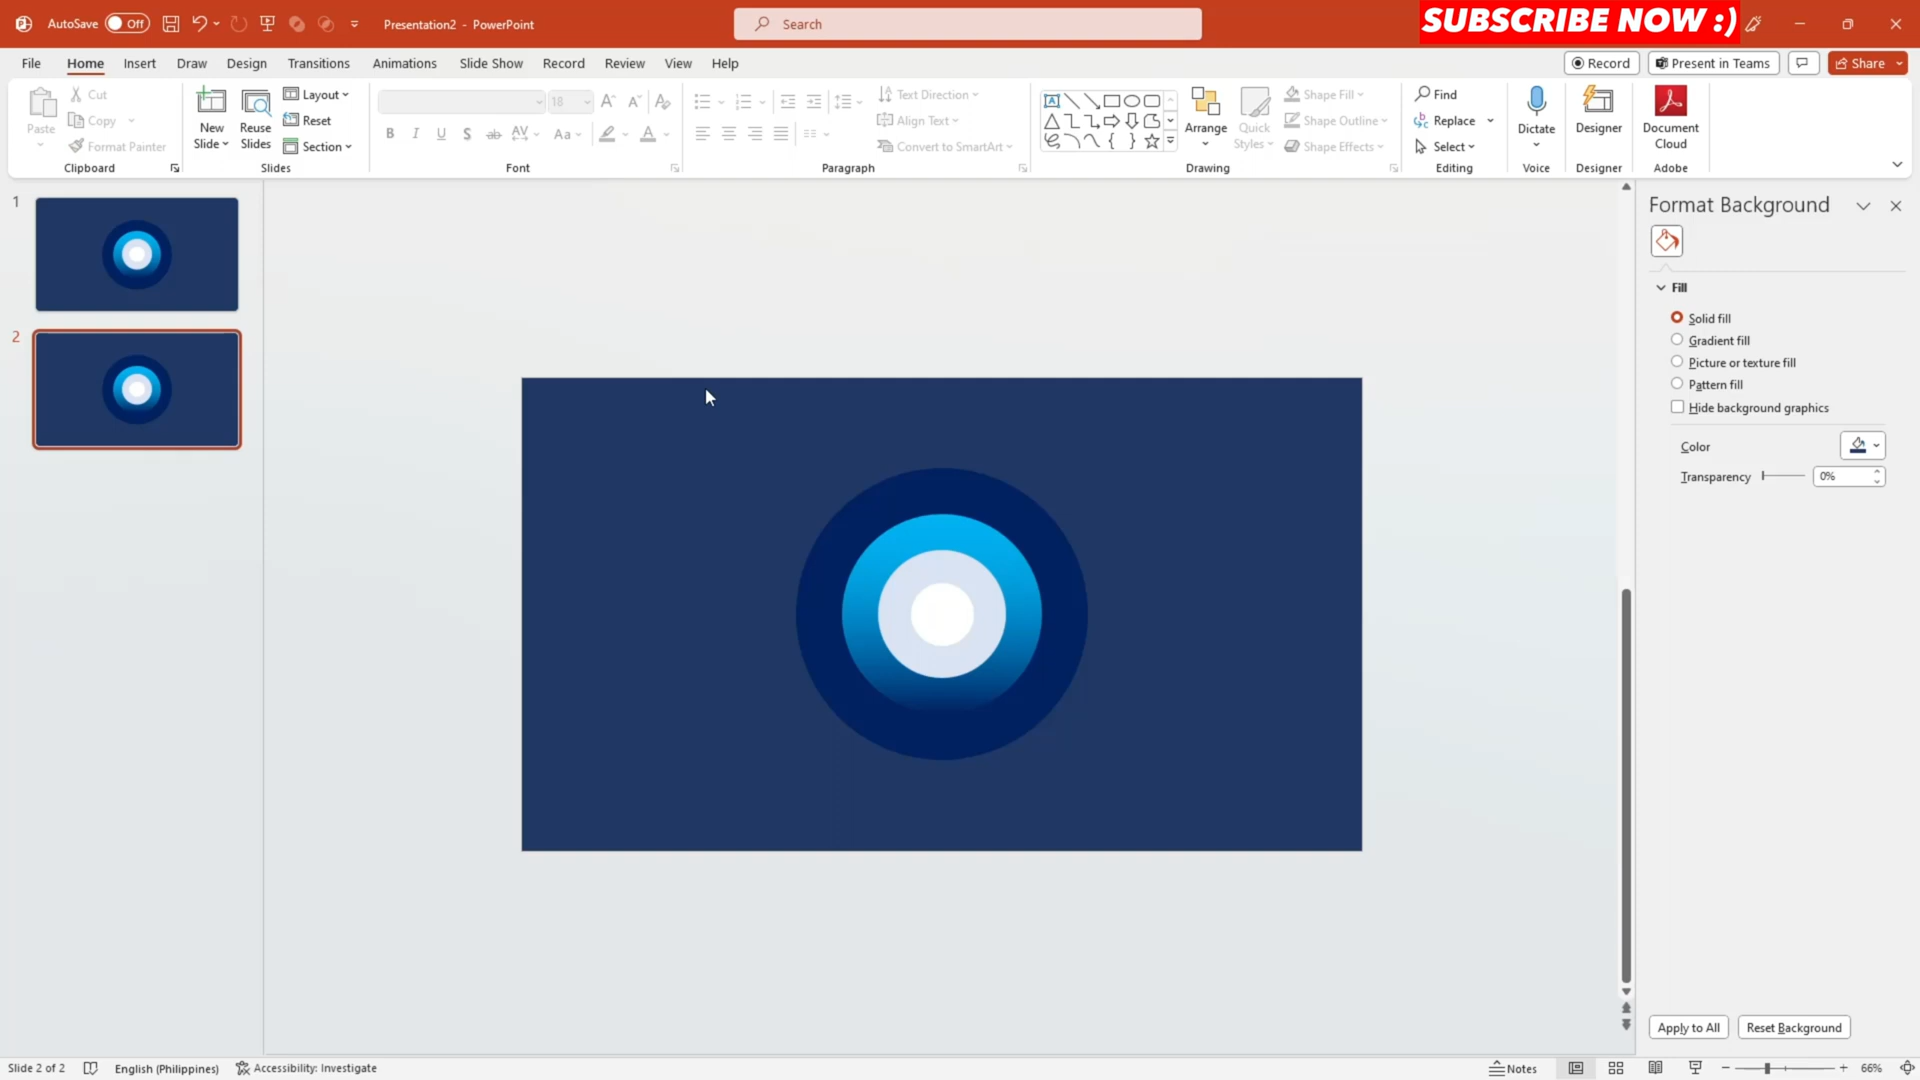 AutoSave Off Presentation2 - PowerPoint Search SUBSCRIBE NOW :)
File Home Insert Draw Design Transitions Animations Slide Show Record Review View Help Record Present in Teams Share
Paste
Cut
Copy
Format Painter
Clipboard
New Slide
Reuse Slides
Layout
Reset
Section
Slides
18
B I U S ab AV Aa A
Font
Text Direction
Align Text
Convert to SmartArt
Paragraph
Arrange
Quick Styles
Shape Fill
Shape Outline
Shape Effects
Drawing
Find
Replace
Select
Editing
Dictate
Voice
Designer
Designer
Document Cloud
Adobe
1
2
Format Background
Fill
Solid fill
Gradient fill
Picture or texture fill
Pattern fill
Hide background graphics
Color
Transparency 0%
Apply to All Reset Background
Slide 2 of 2 English (Philippines) Accessibility: Investigate Notes 66%